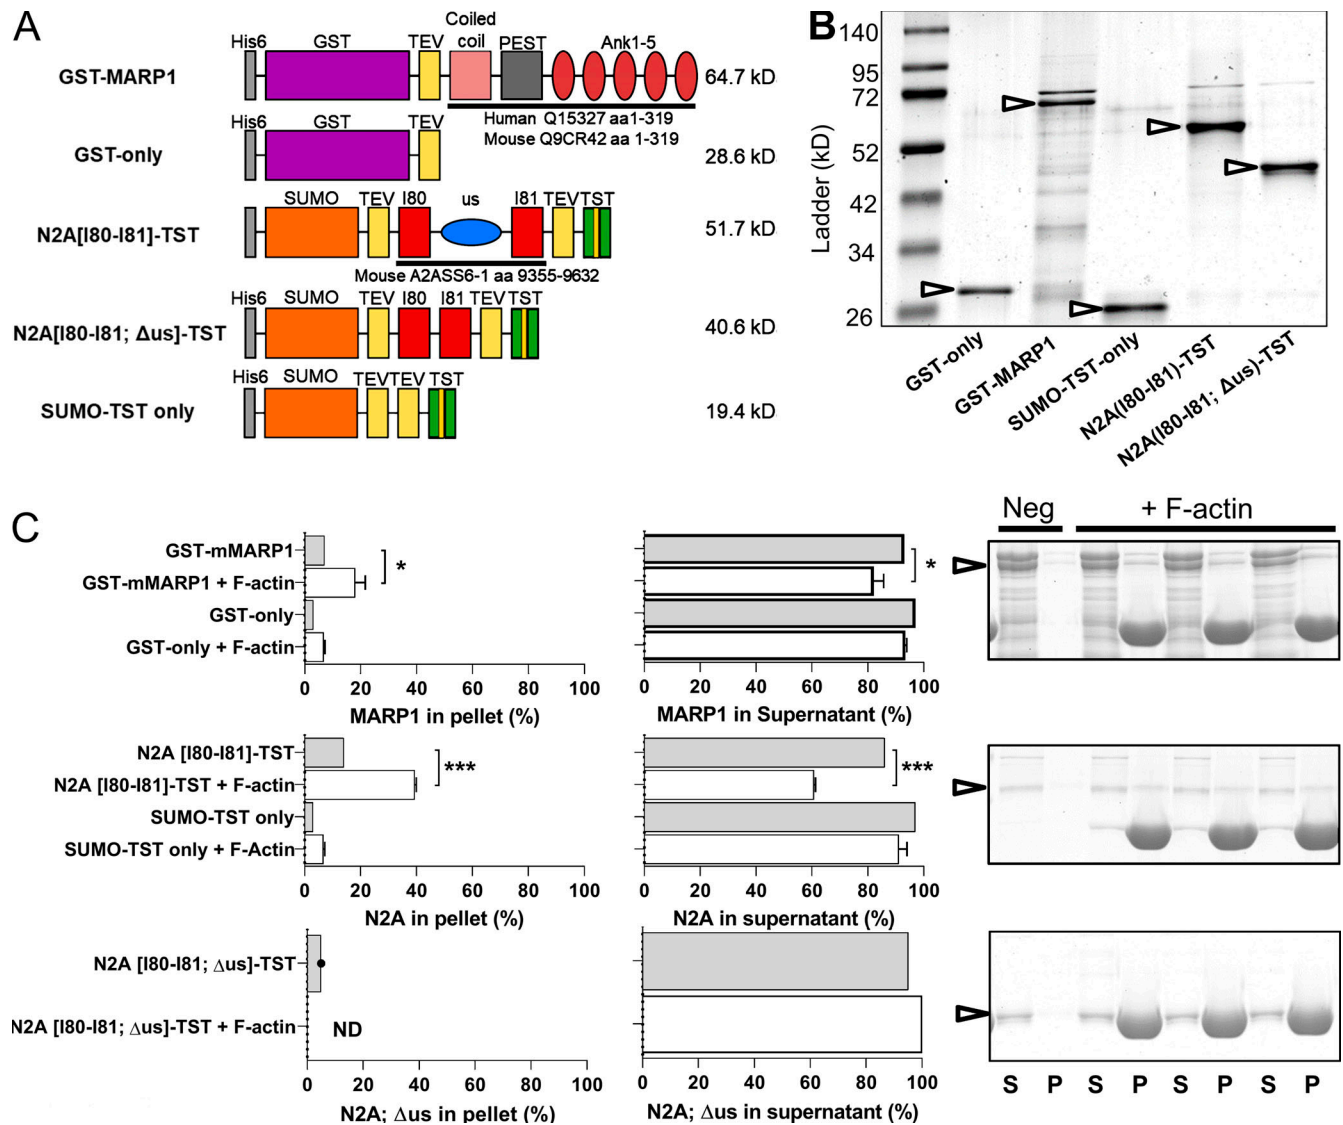 A
Coiled
coil
His6 GST TEV PEST Ank1-5
GST-MARP1
64.7 kD
Human Q15327 aa1-319
Mouse Q9CR42 aa 1-319
His6 GST TEV
GST-only
28.6 kD
His6 SUMO TEV I80 us I81 TEV TST
N2A[I80-I81]-TST
51.7 kD
Mouse A2ASS6-1 aa 9355-9632
His6 SUMO TEV I80 I81 TEV TST
N2A[I80-I81; Δus]-TST
40.6 kD
His6 SUMO TEV TEV TST
SUMO-TST only
19.4 kD
B
Ladder (kD)
140
95
72
52
42
34
26
GST-only
GST-MARP1
SUMO-TST-only
N2A(I80-I81)-TST
N2A(I80-I81; Δus)-TST
C
GST-mMARP1
GST-mMARP1 + F-actin
GST-only
GST-only + F-actin
*
0 20 40 60 80 100
MARP1 in pellet (%)
*
0 20 40 60 80 100
MARP1 in Supernatant (%)
Neg + F-actin
N2A [I80-I81]-TST
N2A [I80-I81]-TST + F-actin
SUMO-TST only
SUMO-TST only + F-Actin
***
0 20 40 60 80 100
N2A in pellet (%)
***
0 20 40 60 80 100
N2A in supernatant (%)
N2A [I80-I81; Δus]-TST
N2A [I80-I81; Δus]-TST + F-actin
ND
0 20 40 60 80 100
N2A; Δus in pellet (%)
0 20 40 60 80 100
N2A; Δus in supernatant (%)
S P S P S P S P